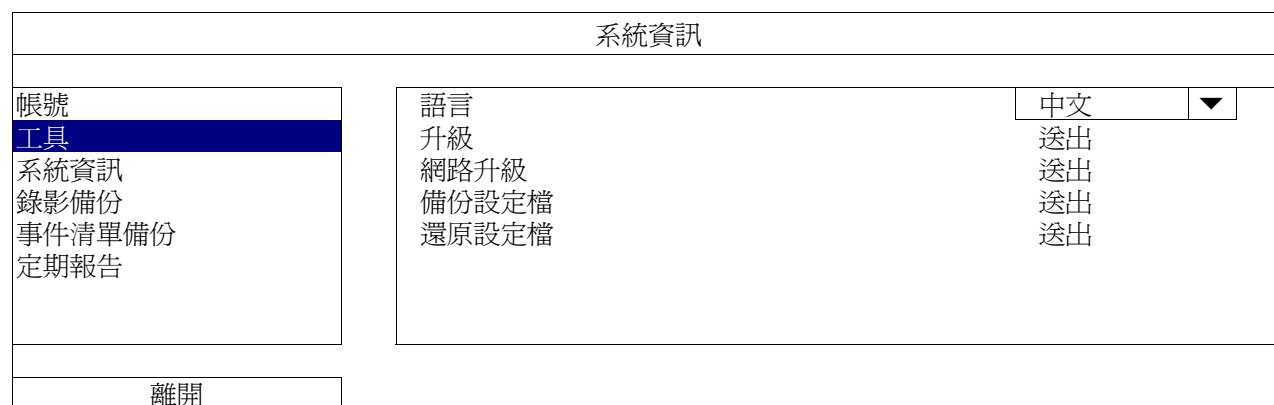 系統資訊
帳號
工具
系統資訊
錄影備份
事件清單備份
定期報告
語言 中文
升級 送出
網路升級 送出
備份設定檔 送出
還原設定檔 送出
離開